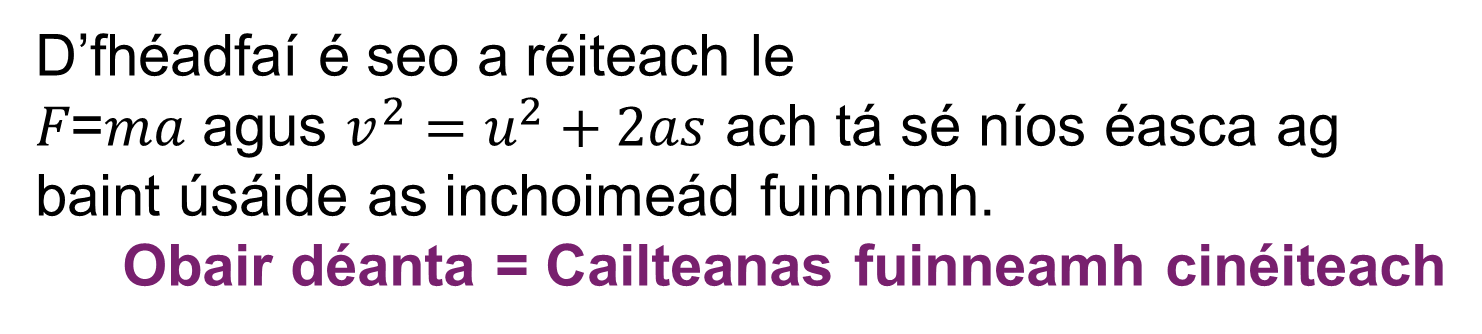 D'fhéadfaí é seo a réiteach le
F=ma agus v² = u² + 2as ach tá sé níos éasca ag
baint úsáide as inchoimeád fuinnimh.
Obair déanta = Cailteanas fuinneamh cinéiteach